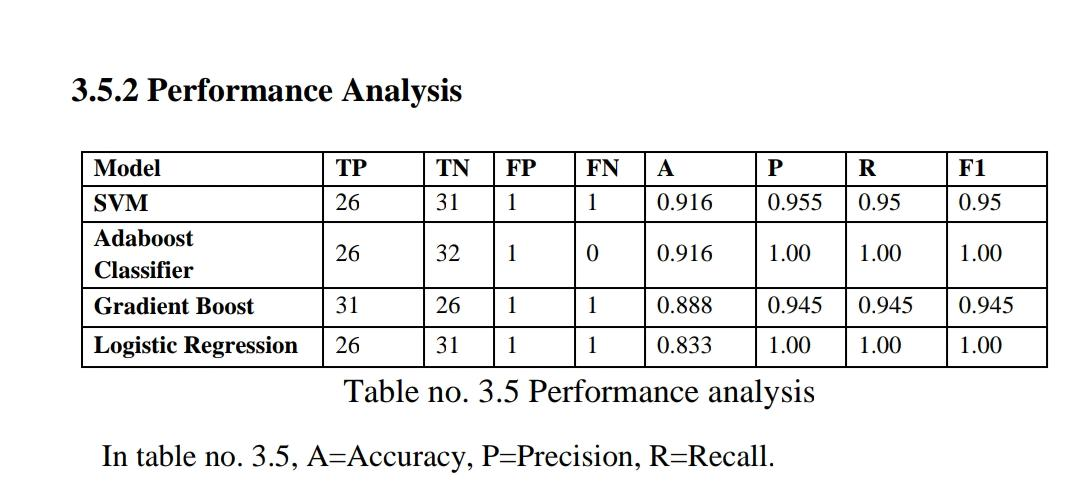 3.5.2 Performance Analysis
Model TP TN FP FN A P R F1
SVM 26 31 1 1 0.916 0.955 0.95 0.95
Adaboost
Classifier 26 32 1 0 0.916 1.00 1.00 1.00
Gradient Boost 31 26 1 1 0.888 0.945 0.945 0.945
Logistic Regression 26 31 1 1 0.833 1.00 1.00 1.00
Table no. 3.5 Performance analysis
In table no. 3.5, A=Accuracy, P=Precision, R=Recall.